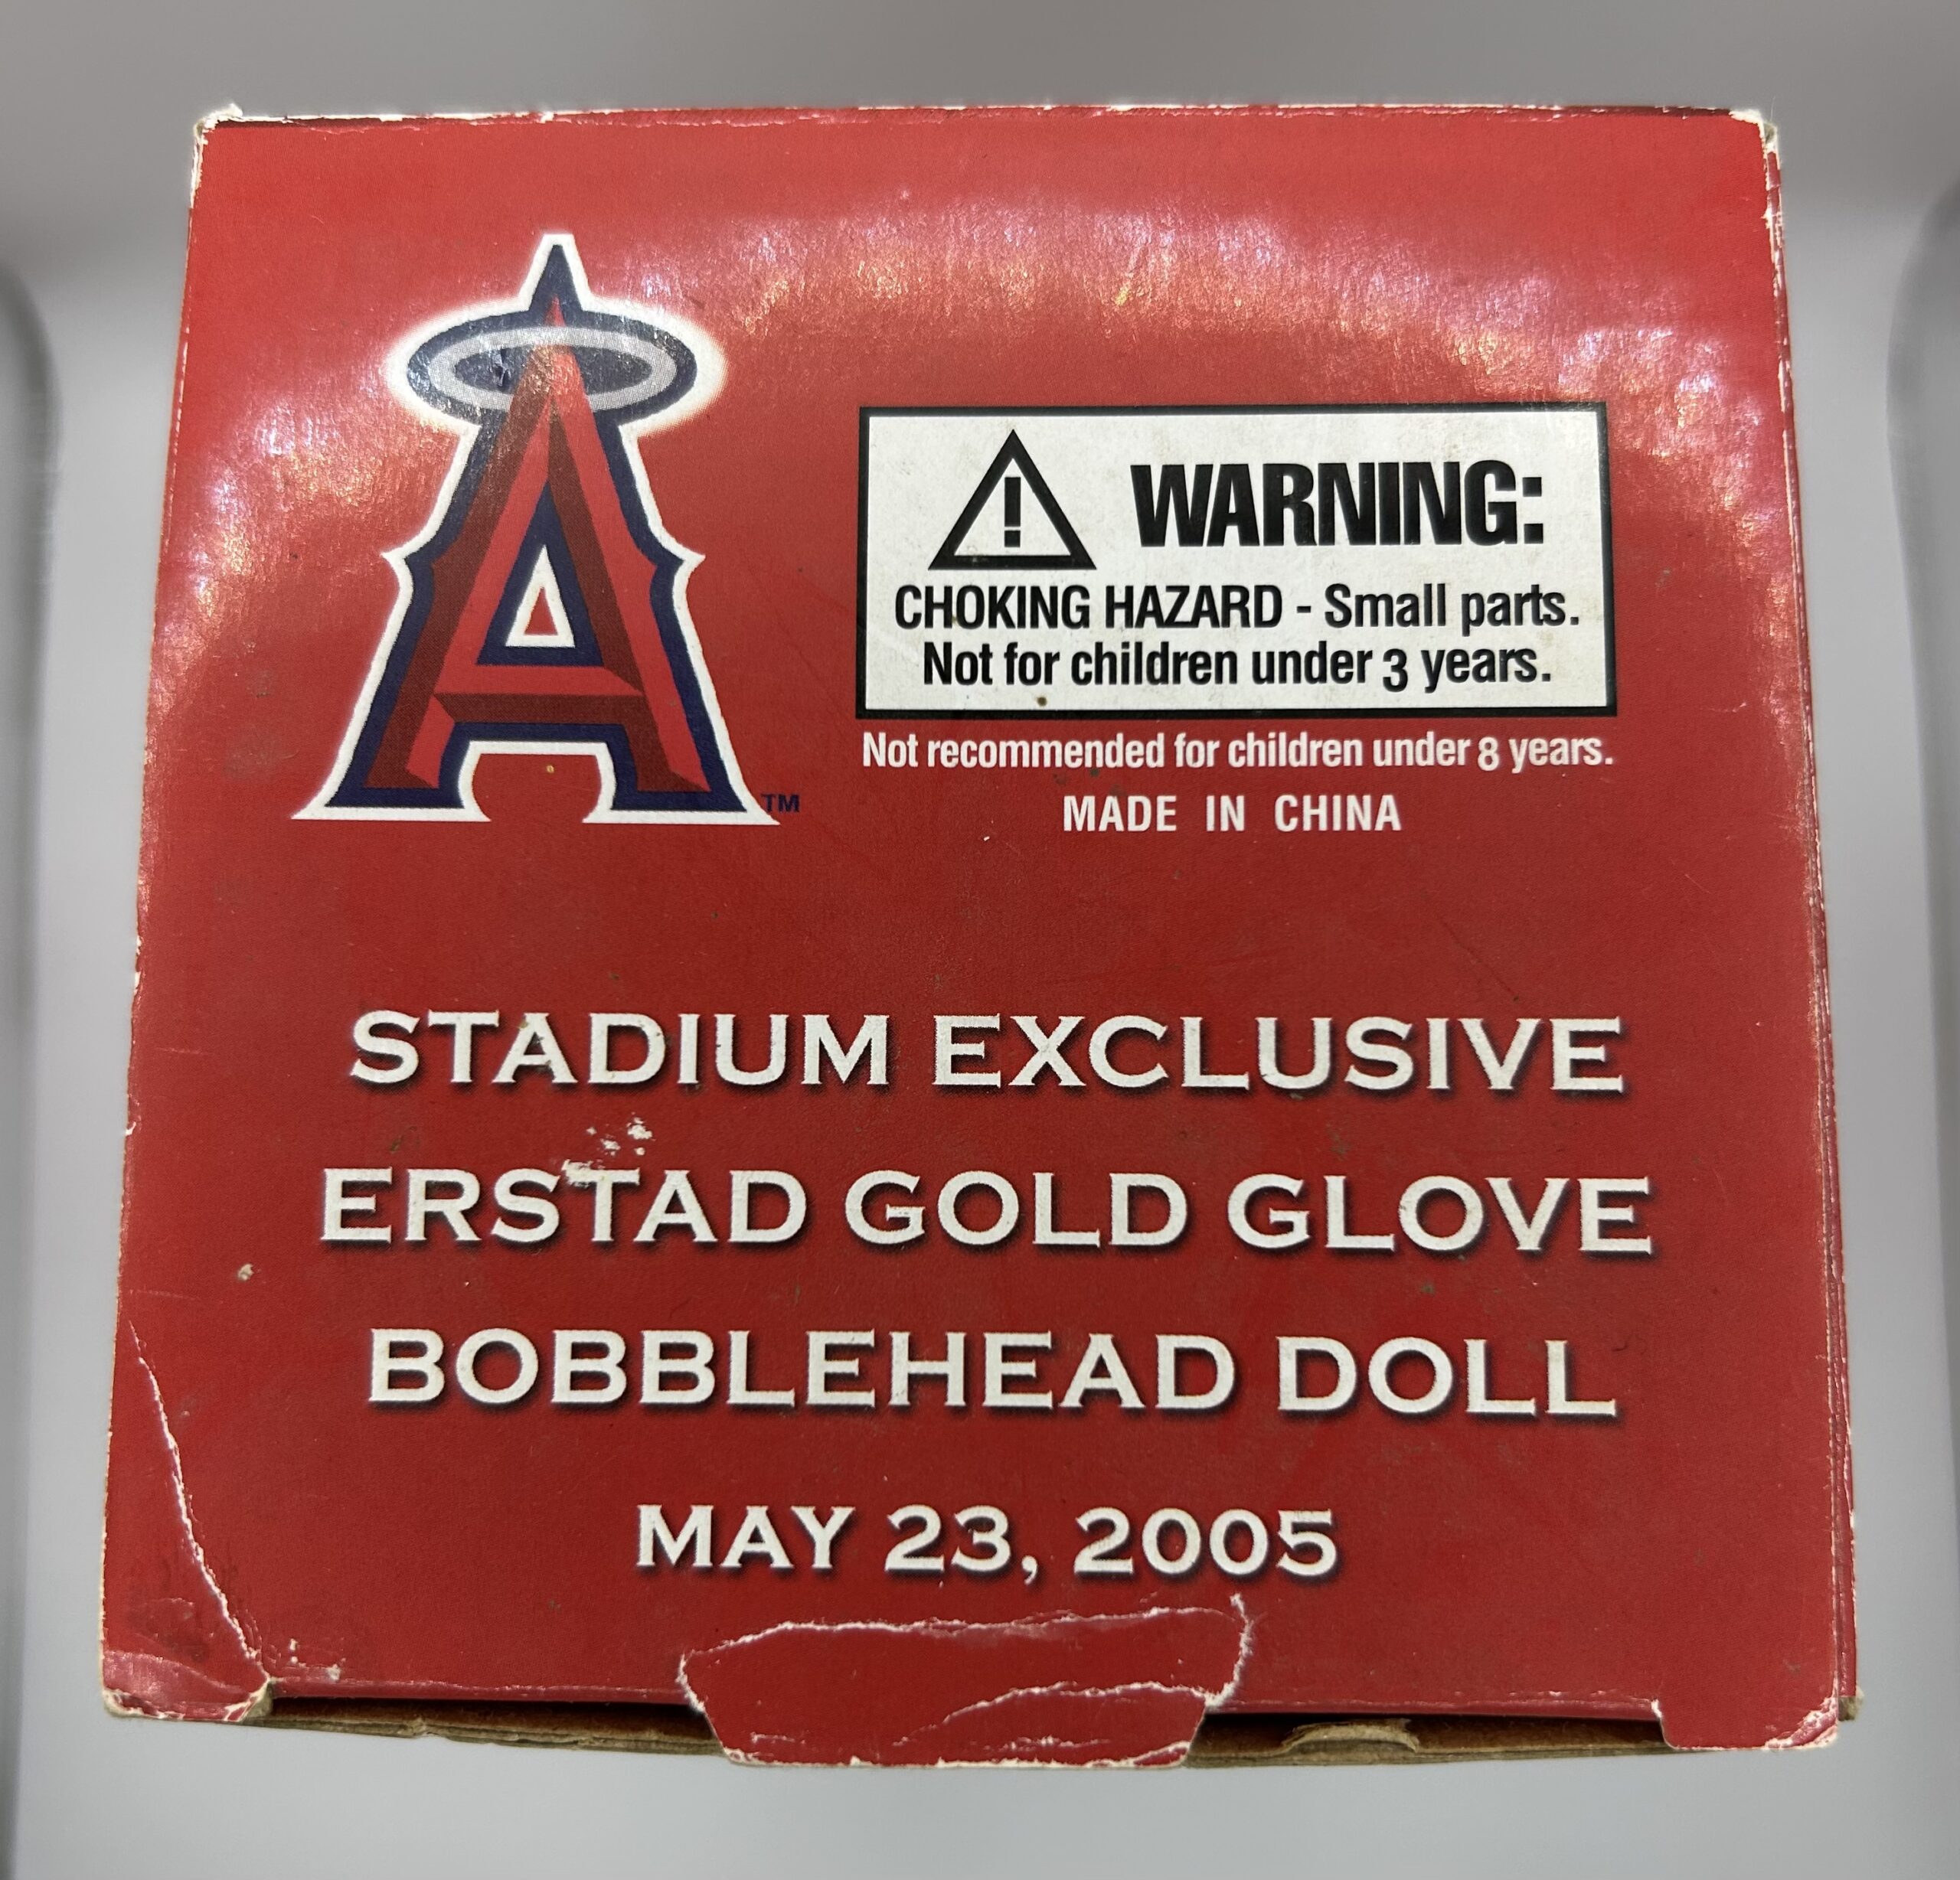 A
TM
WARNING:
CHOKING HAZARD - Small parts.
Not for children under 3 years.
Not recommended for children under 8 years.
MADE IN CHINA
STADIUM EXCLUSIVE
ERSTAD GOLD GLOVE
BOBBLEHEAD DOLL
MAY 23, 2005